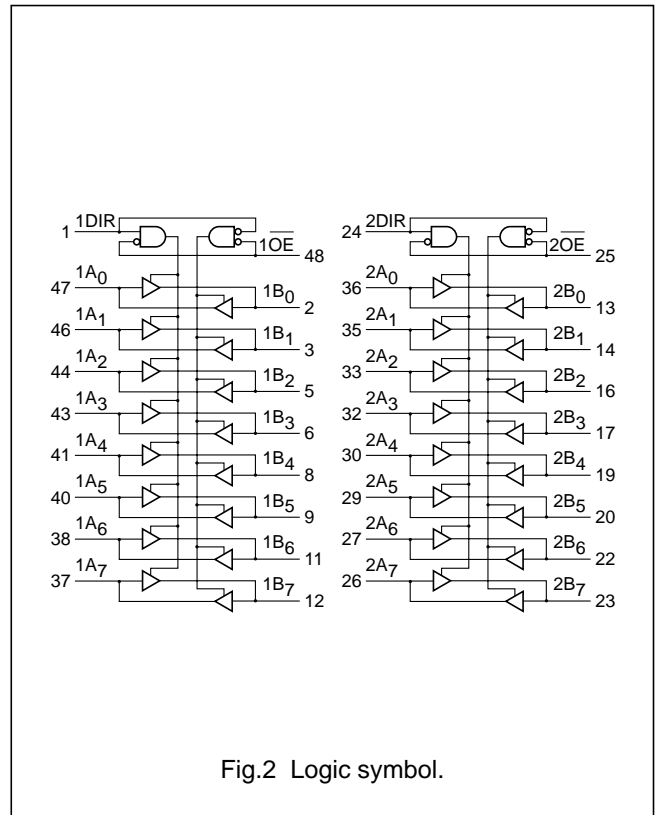 1DIR
1
1OE
48
47 1A0
1B0 2
46 1A1
1B1 3
44 1A2
1B2 5
43 1A3
1B3 6
41 1A4
1B4 8
40 1A5
1B5 9
38 1A6
1B6 11
37 1A7
1B7 12
2DIR
24
2OE
25
36 2A0
2B0 13
35 2A1
2B1 14
33 2A2
2B2 16
32 2A3
2B3 17
30 2A4
2B4 19
29 2A5
2B5 20
27 2A6
2B6 22
26 2A7
2B7 23
Fig.2 Logic symbol.